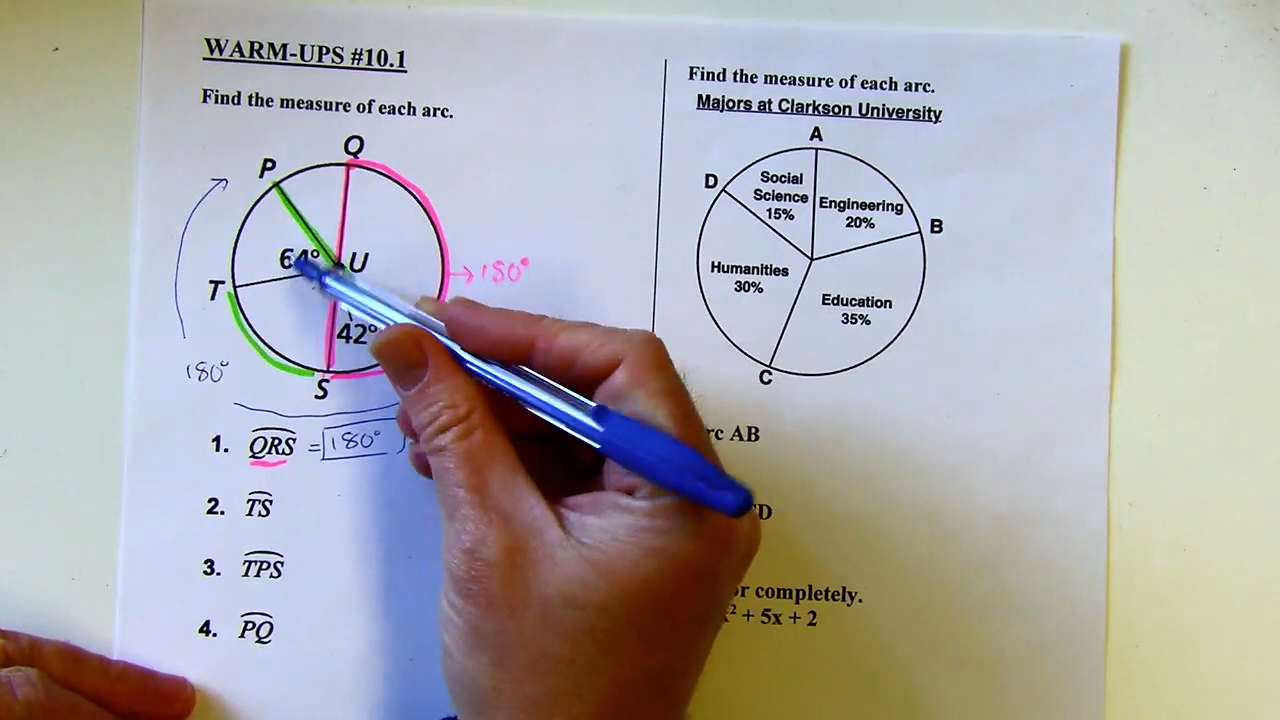 WARM-UPS #10.1
Find the measure of each arc.
Q
P
64°
U
T
→180°
42°
180°
S
1. QRS = 180°
2. TS
3. TPS
4. PQ
Find the measure of each arc.
Majors at Clarkson University
A
D
Social
Science
15%
Engineering
20%
B
Humanities
30%
Education
35%
C
AB
completely.
+ 5x + 2